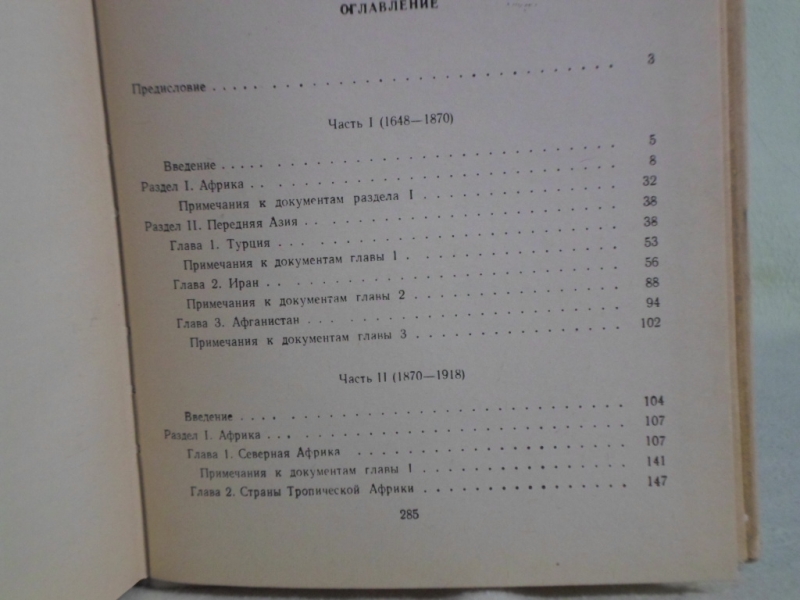 ОГЛАВЛЕНИЕ
Предисловие . . . . . . . . . . . . . . . . . . . . . . . . . . . . 3
Часть I (1648—1870)
Введение . . . . . . . . . . . . . . . . . . . . . . . . . . . . 5
Раздел I. Африка . . . . . . . . . . . . . . . . . . . . . . . . 8
Примечания к документам раздела I . . . . . . . . . . . . . . 32
Раздел II. Передняя Азия . . . . . . . . . . . . . . . . . . . . 38
Глава 1. Турция . . . . . . . . . . . . . . . . . . . . . . . . 38
Примечания к документам главы 1 . . . . . . . . . . . . . . . 53
Глава 2. Иран . . . . . . . . . . . . . . . . . . . . . . . . . 56
Примечания к документам главы 2 . . . . . . . . . . . . . . . 88
Глава 3. Афганистан . . . . . . . . . . . . . . . . . . . . . . 94
Примечания к документам главы 3 . . . . . . . . . . . . . . . 102
Часть II (1870—1918)
Введение . . . . . . . . . . . . . . . . . . . . . . . . . . . . 104
Раздел I. Африка . . . . . . . . . . . . . . . . . . . . . . . . 107
Глава 1. Северная Африка . . . . . . . . . . . . . . . . . . . 107
Примечания к документам главы 1 . . . . . . . . . . . . . . . 141
Глава 2. Страны Тропической Африки . . . . . . . . . . . . . . 147
285